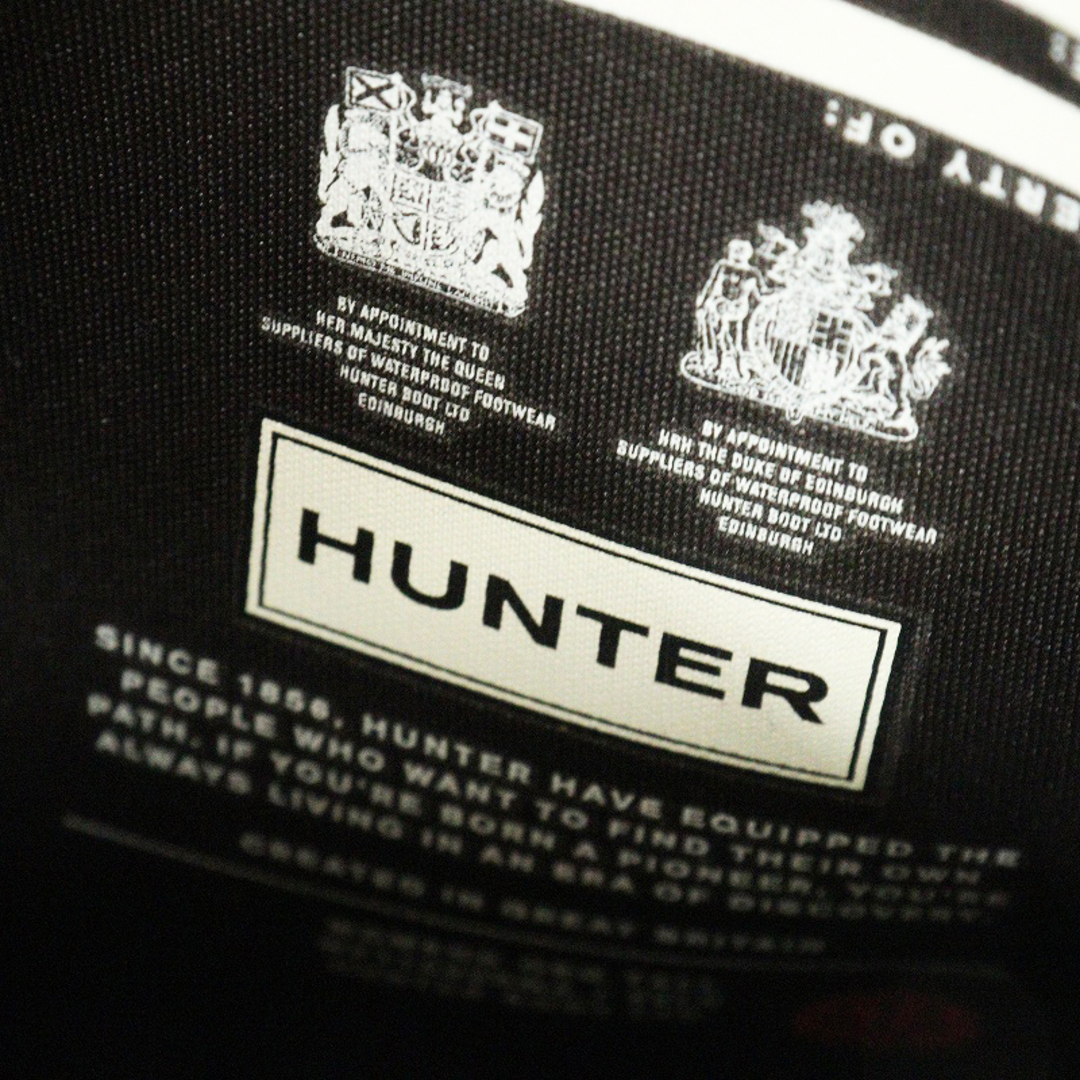 ERTY OF:
BY APPOINTMENT TO
HER MAJESTY THE QUEEN
SUPPLIERS OF WATERPROOF FOOTWEAR
HUNTER BOOT LTD
EDINBURGH
BY APPOINTMENT TO
HRH THE DUKE OF EDINBURGH
SUPPLIERS OF WATERPROOF FOOTWEAR
HUNTER BOOT LTD
EDINBURGH
HUNTER
SINCE 1856, HUNTER HAVE EQUIPPED THE
PEOPLE WHO WANT TO FIND THEIR OWN
PATH. IF YOU'RE BORN A PIONEER, YOU'RE
ALWAYS LIVING IN AN ERA OF DISCOVERY
CREATED IN GREAT BRITAIN